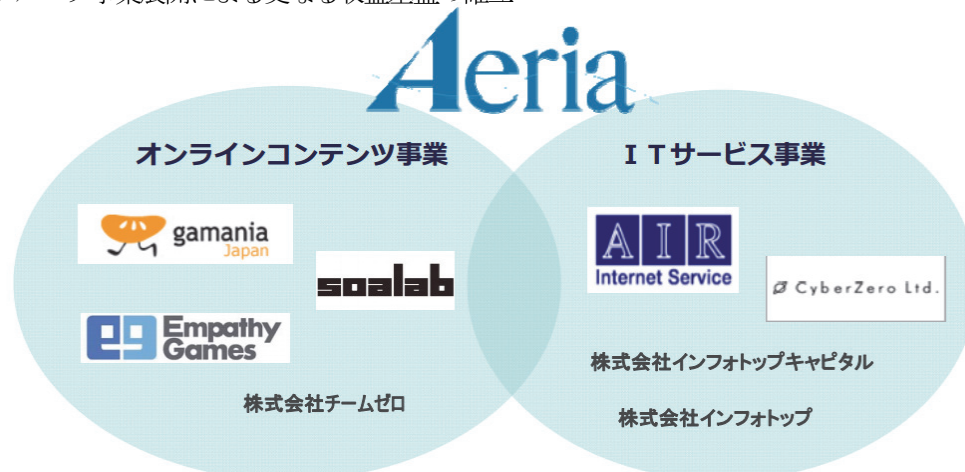 Aeria
オンラインコンテンツ事業
ＩＴサービス事業
gamania
Japan
soalab
Empathy
Games
株式会社チームゼロ
AIR
Internet Service
CyberZero Ltd.
株式会社インフォトップキャピタル
株式会社インフォトップ